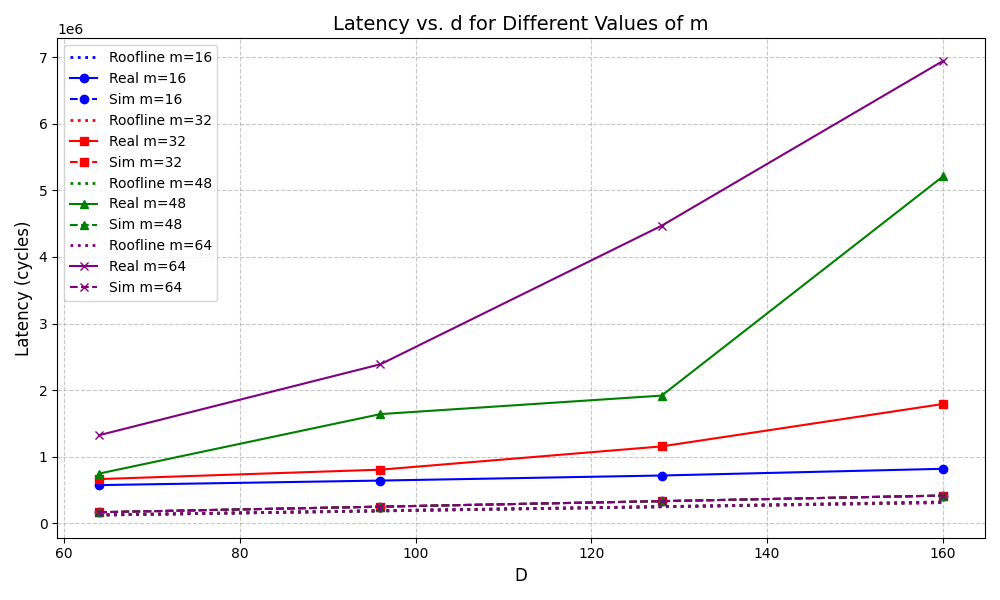 Latency vs. d for Different Values of m
1e6
Roofline m=16
Real m=16
Sim m=16
Roofline m=32
Real m=32
Sim m=32
Roofline m=48
Real m=48
Sim m=48
Roofline m=64
Real m=64
Sim m=64
Latency (cycles)
7
6
5
4
3
2
1
0
60
80
100
120
140
160
D